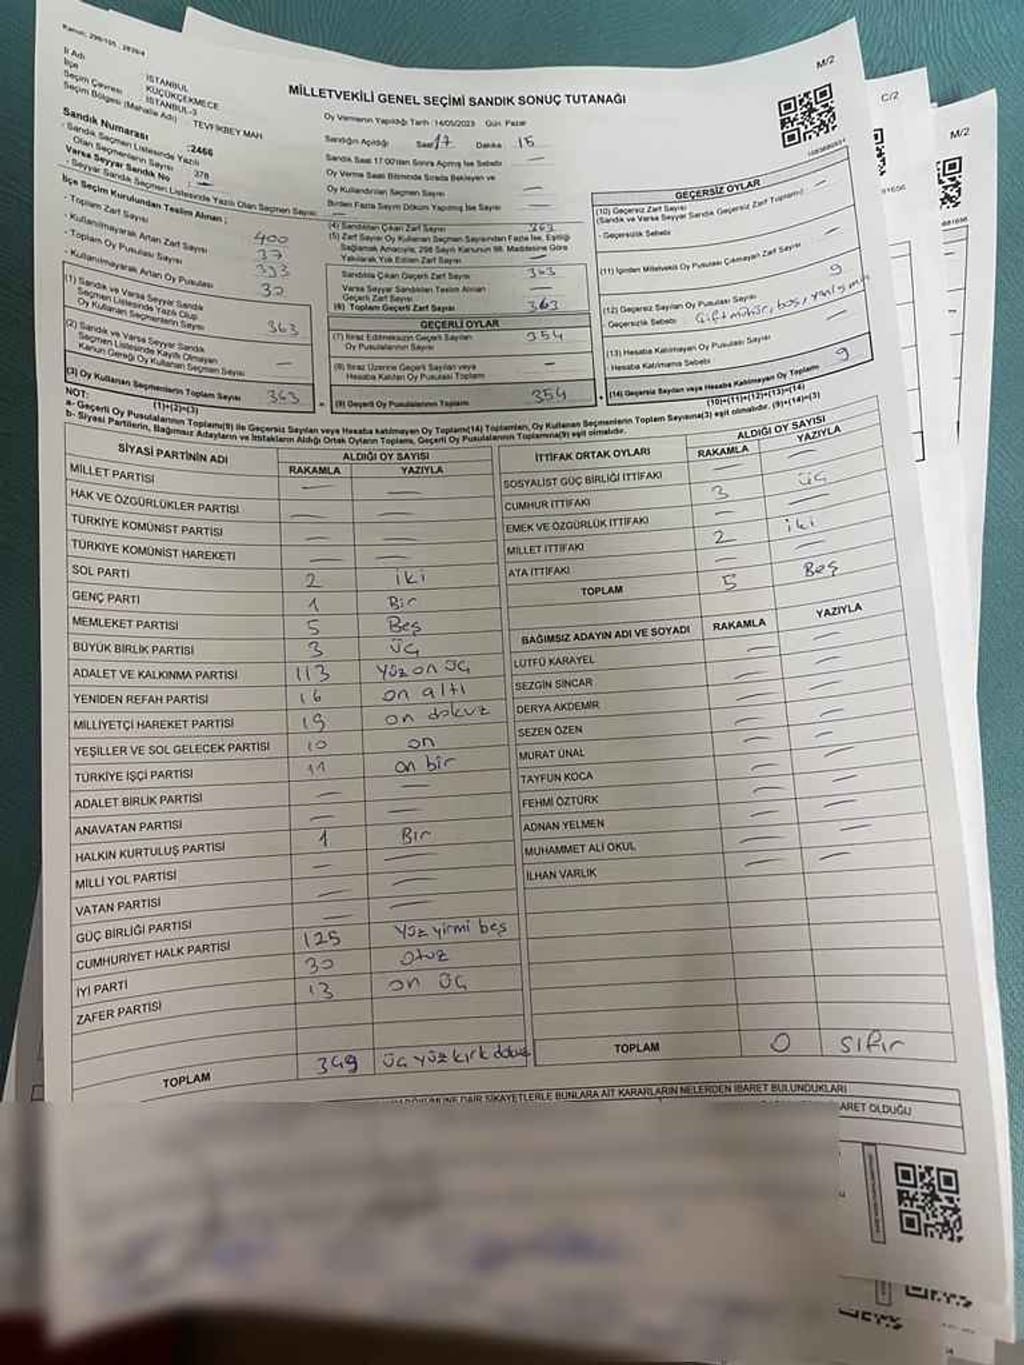 Kanun: 298/105 , 2839/4
M/2
İl Adı : İSTANBUL
İlçe : KÜÇÜKÇEKMECE
Seçim Çevresi : İSTANBUL-3
Seçim Bölgesi (Mahalle Adı) : TEVFİKBEY MAH.
MİLLETVEKİLİ GENEL SEÇİMİ SANDIK SONUÇ TUTANAĞI
Oy Vermenin Yapıldığı Tarih :14/05/2023 Gün: Pazar
Sandığın Açıldığı Saat 17 Dakika 15
Sandık Saat 17:00'den Sonra Açılmış İse Sebebi —
Oy Verme Saati Bitiminde Sırada Bekleyen ve
Oy Kullandırılan Seçmen Sayısı —
Birden Fazla Sayım Döküm Yapılmış İse Sayısı —
Sandık Numarası :2466
- Sandık Seçmen Listesinde Yazılı
Olan Seçmenlerin Sayısı : 378
Varsa Seyyar Sandık No : —
- Seyyar Sandık Seçmen Listesinde Yazılı Olan Seçmen Sayısı: —
İlçe Seçim Kurulundan Teslim Alınan ;
- Toplam Zarf Sayısı 400
- Kullanılmayarak Artan Zarf Sayısı 37
- Toplam Oy Pusulası Sayısı 393
- Kullanılmayarak Artan Oy Pusulası 30
(1) Sandık ve Varsa Seyyar Sandık
Seçmen Listesinde Yazılı Olup
Oy Kullanan Seçmenlerin Sayısı 363
(2) Sandık ve Varsa Seyyar Sandık
Seçmen Listesinde Kayıtlı Olmayan
Kanun Gereği Oy Kullanan Seçmen Sayısı —
(3) Oy Kullanan Seçmenlerin Toplam Sayısı 363
(1)+(2)=(3)
(4) Sandıktan Çıkan Zarf Sayısı 363
(5) Zarf Sayısı Oy Kullanan Seçmen Sayısından Fazla İse, Eşitliği
Sağlamak Amacıyla, 298 Sayılı Kanunun 98. Maddesine Göre
Yakılarak Yok Edilen Zarf Sayısı —
Sandıkta Çıkan Geçerli Zarf Sayısı 363
Varsa Seyyar Sandıktan Teslim Alınan
Geçerli Zarf Sayısı —
(6) Toplam Geçerli Zarf Sayısı 363
GEÇERLİ OYLAR
(7) İtiraz Edilmeksizin Geçerli Sayılan
Oy Pusulalarının Sayısı 354
(8) İtiraz Üzerine Geçerli Sayılan veya
Hesaba Katılan Oy Pusulası Toplamı —
(9) Geçerli Oy Pusulalarının Toplamı 354
GEÇERSİZ OYLAR
(10) Geçersiz Zarf Sayısı
(Sandık ve Varsa Seyyar Sandık Geçersiz Zarf Toplamı) —
- Geçersizlik Sebebi: —
(11) İçinden Milletvekili Oy Pusulası Çıkmayan Zarf Sayısı —
(12) Geçersiz Sayılan Oy Pusulası Sayısı 9
- Geçersizlik Sebebi: Çift mühür, boş,
(13) Hesaba Katılmayan Oy Pusulası Sayısı —
- Hesaba Katılmama Sebebi: —
(14) Geçersiz Sayılan veya Hesaba Katılmayan Oy Toplamı 9
(10)+(11)+(12)+(13)=(14)
NOT:
a- Geçerli Oy Pusulalarının Toplamı(9) ile Geçersiz Sayılan veya Hesaba katılmayan Oy Toplamı(14) Toplamları, Oy Kullanan Seçmenlerin Toplam Sayısına(3) eşit olmalıdır. (9)+(14)=(3)
b- Siyasi Partilerin, Bağımsız Adayların ve İttifakların Aldığı Ortak Oyların Toplamı, Geçerli Oy Pusulalarının Toplamına(9) eşit olmalıdır.
SİYASİ PARTİNİN ADI ALDIĞI OY SAYISI
RAKAMLA YAZIYLA
MİLLET PARTİSİ — —
HAK VE ÖZGÜRLÜKLER PARTİSİ — —
TÜRKİYE KOMÜNİST PARTİSİ — —
TÜRKİYE KOMÜNİST HAREKETİ — —
SOL PARTİ 2 iki
GENÇ PARTİ 1 Bir
MEMLEKET PARTİSİ 5 Beş
BÜYÜK BİRLİK PARTİSİ 3 üç
ADALET VE KALKINMA PARTİSİ 113 yüz on üç
YENİDEN REFAH PARTİSİ 16 on altı
MİLLİYETÇİ HAREKET PARTİSİ 19 on dokuz
YEŞİLLER VE SOL GELECEK PARTİSİ 10 on
TÜRKİYE İŞÇİ PARTİSİ 11 on bir
ADALET BİRLİK PARTİSİ — —
ANAVATAN PARTİSİ — —
HALKIN KURTULUŞ PARTİSİ 1 Bir
MİLLİ YOL PARTİSİ — —
VATAN PARTİSİ — —
GÜÇ BİRLİĞİ PARTİSİ — —
CUMHURİYET HALK PARTİSİ 125 yüz yirmi beş
İYİ PARTİ 30 otuz
ZAFER PARTİSİ 13 on üç
TOPLAM 349 üç yüz kırk dokuz
İTTİFAK ORTAK OYLARI ALDIĞI OY SAYISI
RAKAMLA YAZIYLA
SOSYALİST GÜÇ BİRLİĞİ İTTİFAKI — —
CUMHUR İTTİFAKI 3 üç
EMEK VE ÖZGÜRLÜK İTTİFAKI — —
MİLLET İTTİFAKI 2 iki
ATA İTTİFAKI — —
TOPLAM 5 Beş
BAĞIMSIZ ADAYIN ADI VE SOYADI RAKAMLA YAZIYLA
LÜTFÜ KARAYEL — —
SEZGİN SİNCAR — —
DERYA AKDEMİR — —
SEZEN ÖZEN — —
MURAT ÜNAL — —
TAYFUN KOCA — —
FEHMİ ÖZTÜRK — —
ADNAN YELMEN — —
MUHAMMET ALİ OKUL — —
İLHAN VARLIK — —
TOPLAM 0 sıfır
DÖKÜMÜNE DAİR ŞİKAYETLERLE BUNLARA AİT KARARLARIN NELERDEN İBARET BULUNDUKLARI
İBARET OLDUĞU
C/2
M/2